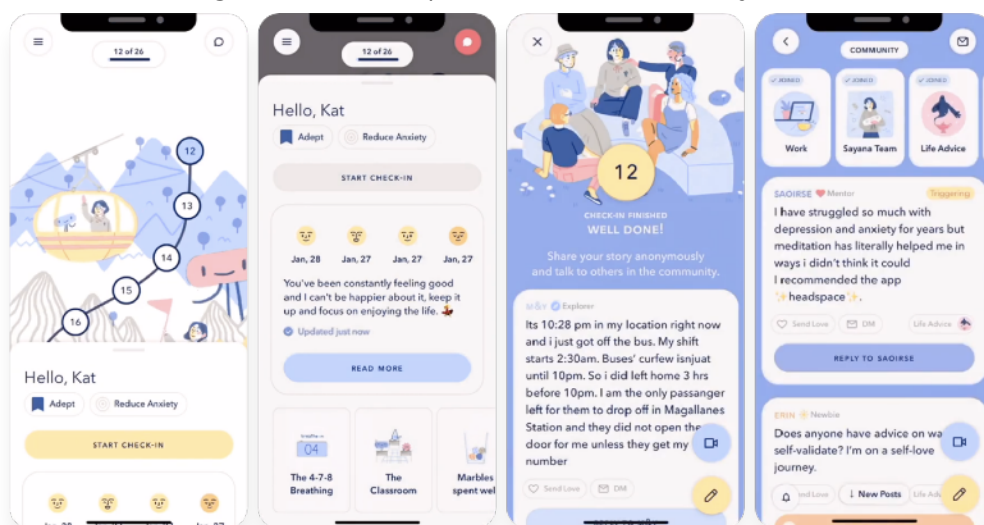 12 of 26
12
13
14
15
16
Hello, Kat
Adept
Reduce Anxiety
START CHECK-IN
12 of 26
Hello, Kat
Adept
Reduce Anxiety
START CHECK-IN
Jan, 28
Jan, 27
Jan, 27
Jan, 27
You've been constantly feeling good
and I can't be happier about it, keep it
up and focus on enjoying the life.
Updated just now
READ MORE
04
The 4-7-8
Breathing
The
Classroom
Marbles
spent wel
12
CHECK-IN FINISHED
WELL DONE!
Share your story anonymously
and talk to others in the community.
M&Y Explorer
Its 10:28 pm in my location right now
and i just got off the bus. My shift
starts 2:30am. Buses' curfew isnjuat
until 10pm. So i did left home 3 hrs
before 10pm. I am the only passanger
left for them to drop off in Magallanes
Station and they did not open the
door for me unless they get my
number
Send Love
DM
COMMUNITY
JOINED
JOINED
JOINED
Work
Sayana Team
Life Advice
SAOIRSE Mentor
Triggering
I have struggled so much with
depression and anxiety for years but
meditation has literally helped me in
ways i didn't think it could
I recommended the app
✨headspace✨.
Send Love
DM
Life Advice
REPLY TO SAOIRSE
ERIN Newbie
Does anyone have advice on wa
self-validate? I'm on a self-love
journey.
↓ New Posts